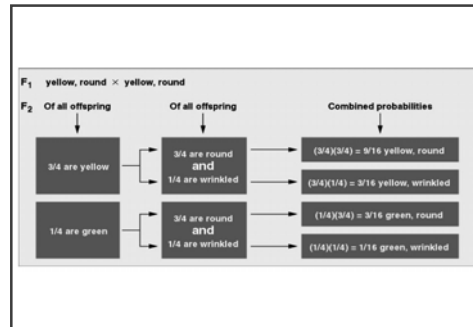 F1 yellow, round × yellow, round
F2 Of all offspring Of all offspring Combined probabilities
3/4 are yellow
3/4 are round
and
1/4 are wrinkled
(3/4)(3/4) = 9/16 yellow, round
(3/4)(1/4) = 3/16 yellow, wrinkled
1/4 are green
3/4 are round
and
1/4 are wrinkled
(1/4)(3/4) = 3/16 green, round
(1/4)(1/4) = 1/16 green, wrinkled